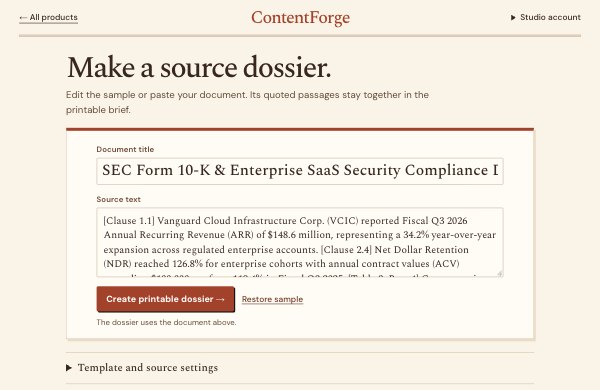 ← All products
ContentForge
▶ Studio account
Make a source dossier.
Edit the sample or paste your document. Its quoted passages stay together in the
printable brief.
Document title
SEC Form 10-K & Enterprise SaaS Security Compliance
Source text
[Clause 1.1] Vanguard Cloud Infrastructure Corp. (VCIC) reported Fiscal Q3 2026
Annual Recurring Revenue (ARR) of $148.6 million, representing a 34.2% year-over-year
expansion across regulated enterprise accounts. [Clause 2.4] Net Dollar Retention
(NDR) reached 126.8% for enterprise cohorts with annual contract values (ACV)
Create printable dossier →
Restore sample
The dossier uses the document above.
▶ Template and source settings